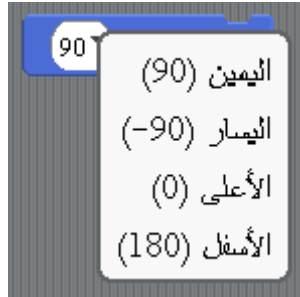 90
اليمين (90)
اليسار (90-)
الأعلى (0)
الأسفل (180)